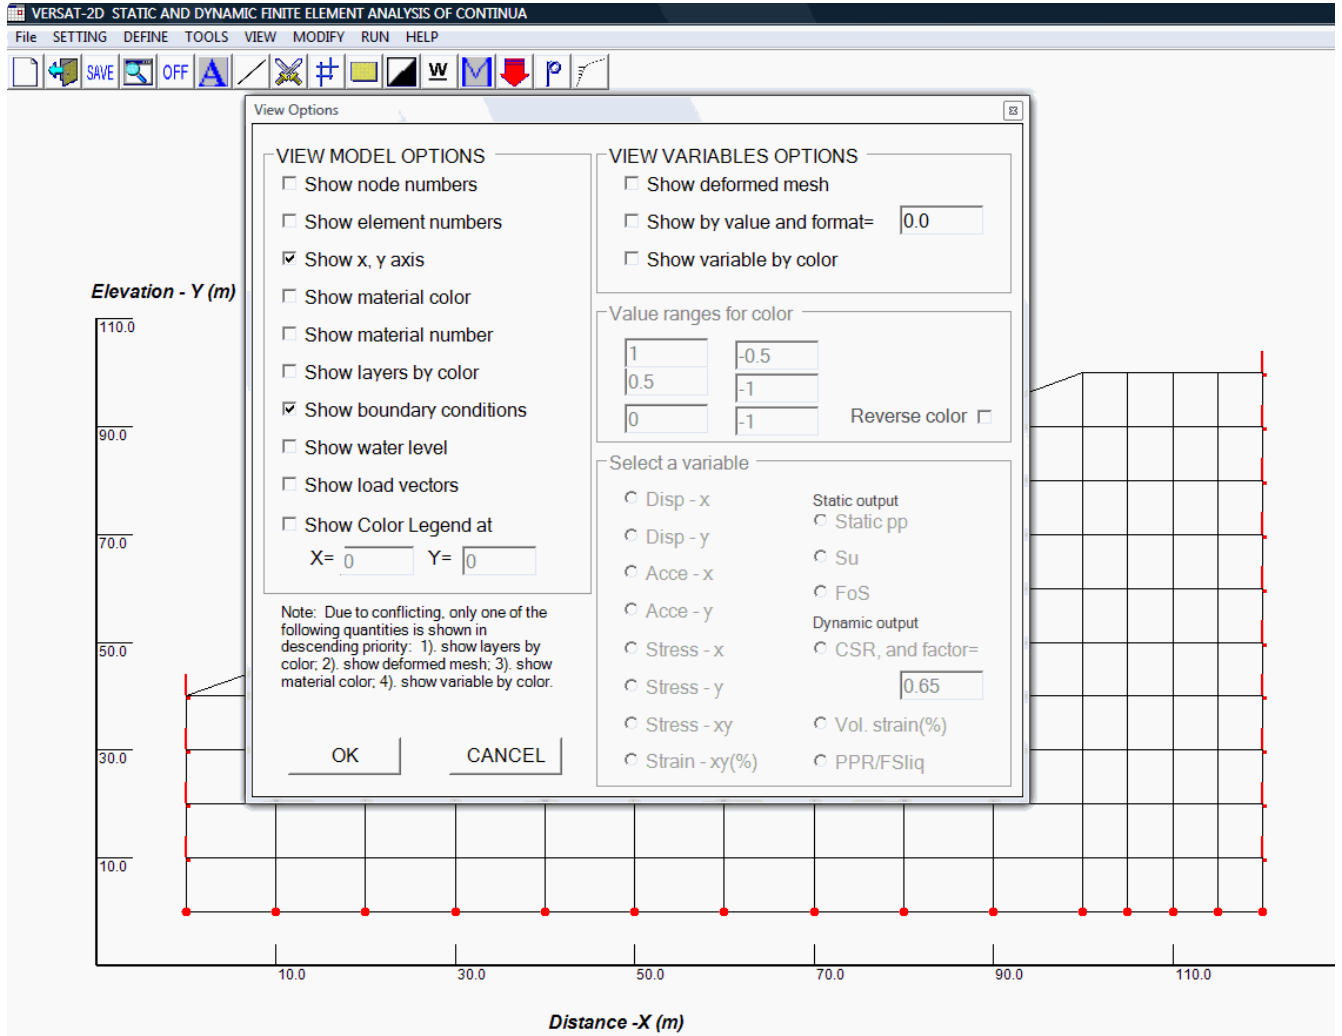 VERSAT-2D STATIC AND DYNAMIC FINITE ELEMENT ANALYSIS OF CONTINUA
File SETTING DEFINE TOOLS VIEW MODIFY RUN HELP
SAVE OFF A W M P
View Options
VIEW MODEL OPTIONS
Show node numbers
Show element numbers
Show x, y axis
Show material color
Show material number
Show layers by color
Show boundary conditions
Show water level
Show load vectors
Show Color Legend at
X= 0 Y= 0
Note: Due to conflicting, only one of the
following quantities is shown in
descending priority: 1). show layers by
color; 2). show deformed mesh; 3). show
material color; 4). show variable by color.
OK CANCEL
VIEW VARIABLES OPTIONS
Show deformed mesh
Show by value and format= 0.0
Show variable by color
Value ranges for color
1 -0.5
0.5 -1
0 -1
Reverse color
Select a variable
Disp - x
Disp - y
Acce - x
Acce - y
Stress - x
Stress - y
Stress - xy
Strain - xy(%)
Static output
Static pp
Su
FoS
Dynamic output
CSR, and factor=
0.65
Vol. strain(%)
PPR/FSliq
Elevation - Y (m)
110.0
90.0
70.0
50.0
30.0
10.0
10.0 30.0 50.0 70.0 90.0 110.0
Distance -X (m)